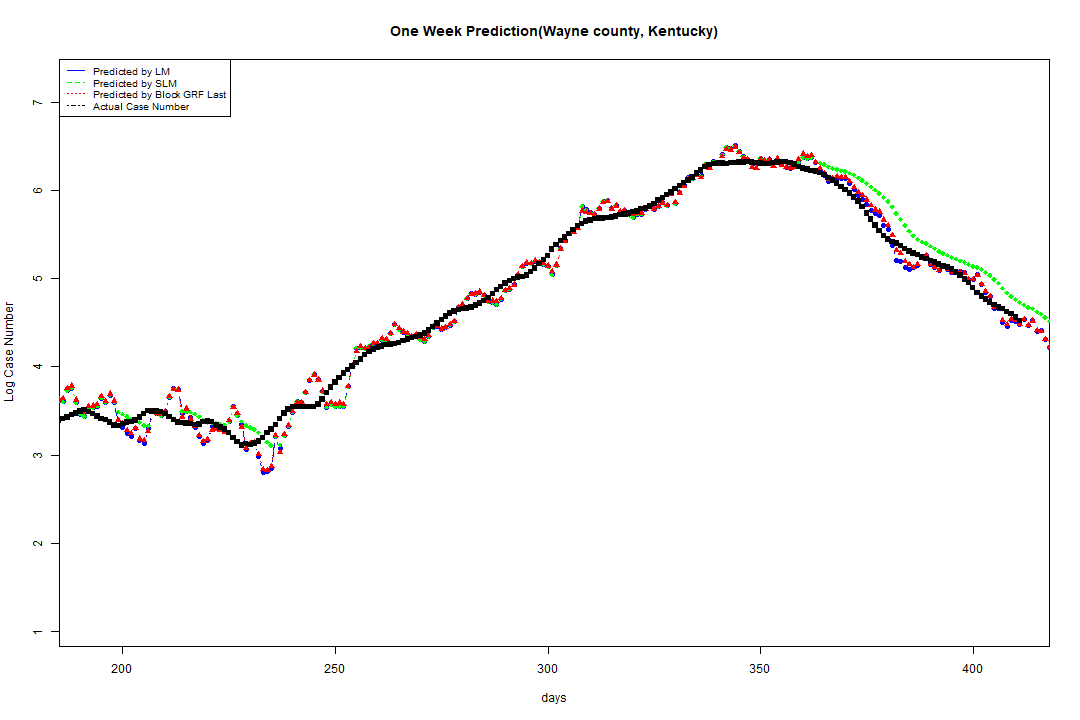 One Week Prediction(Wayne county, Kentucky)
Predicted by LM
Predicted by SLM
Predicted by Block GRF Last
Actual Case Number
7
6
5
4
3
2
1
Log Case Number
200 250 300 350 400
days